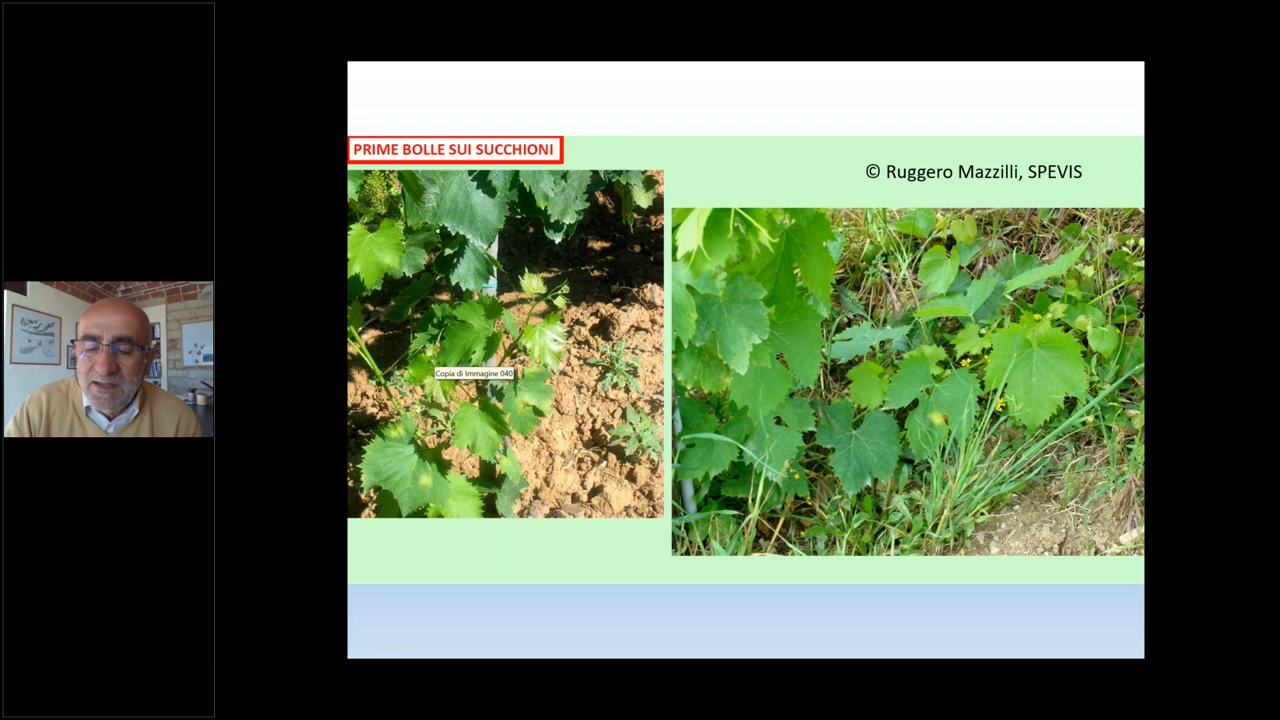 PRIME BOLLE SUI SUCCHIONI
© Ruggero Mazzilli, SPEVIS
Copia di Immagine 040